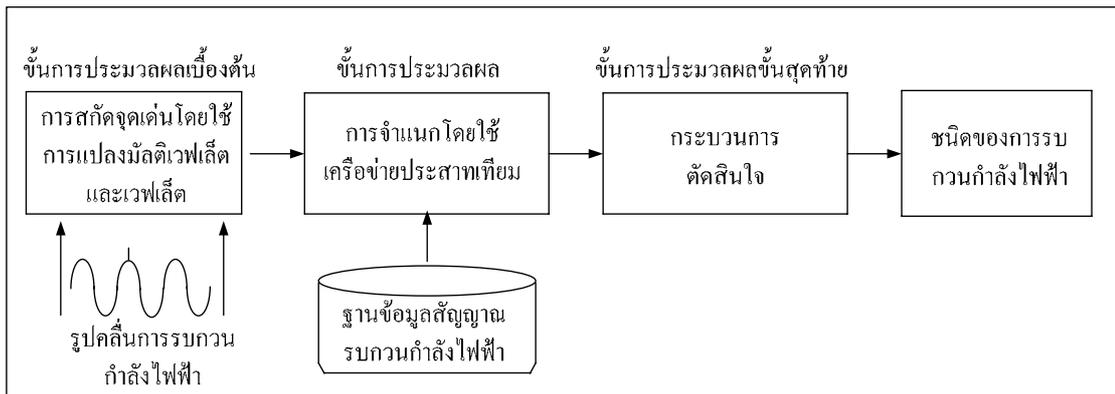 ขั้นการประมวลผลเบื้องต้น
การสกัดจุดเด่นโดยใช้
การแปลงมัลติเวฟเล็ต
และเวฟเล็ต
รูปคลื่นการรบกวน
กำลังไฟฟ้า
ขั้นการประมวลผล
การจำแนกโดยใช้
เครือข่ายประสาทเทียม
ฐานข้อมูลสัญญาณ
รบกวนกำลังไฟฟ้า
ขั้นการประมวลผลขั้นสุดท้าย
กระบวนการ
ตัดสินใจ
ชนิดของการรบ
กวนกำลังไฟฟ้า